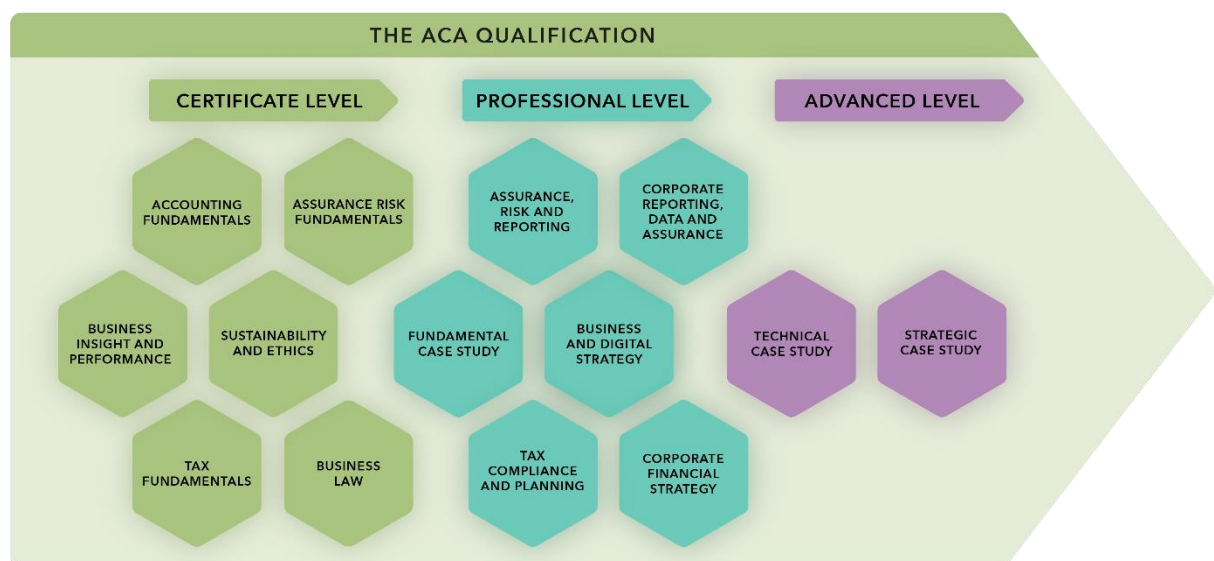 THE ACA QUALIFICATION
CERTIFICATE LEVEL
PROFESSIONAL LEVEL
ADVANCED LEVEL
ACCOUNTING
FUNDAMENTALS
ASSURANCE RISK
FUNDAMENTALS
BUSINESS
INSIGHT AND
PERFORMANCE
SUSTAINABILITY
AND ETHICS
TAX
FUNDAMENTALS
BUSINESS
LAW
ASSURANCE,
RISK AND
REPORTING
CORPORATE
REPORTING,
DATA AND
ASSURANCE
FUNDAMENTAL
CASE STUDY
BUSINESS
AND DIGITAL
STRATEGY
TAX
COMPLIANCE
AND PLANNING
CORPORATE
FINANCIAL
STRATEGY
TECHNICAL
CASE STUDY
STRATEGIC
CASE STUDY